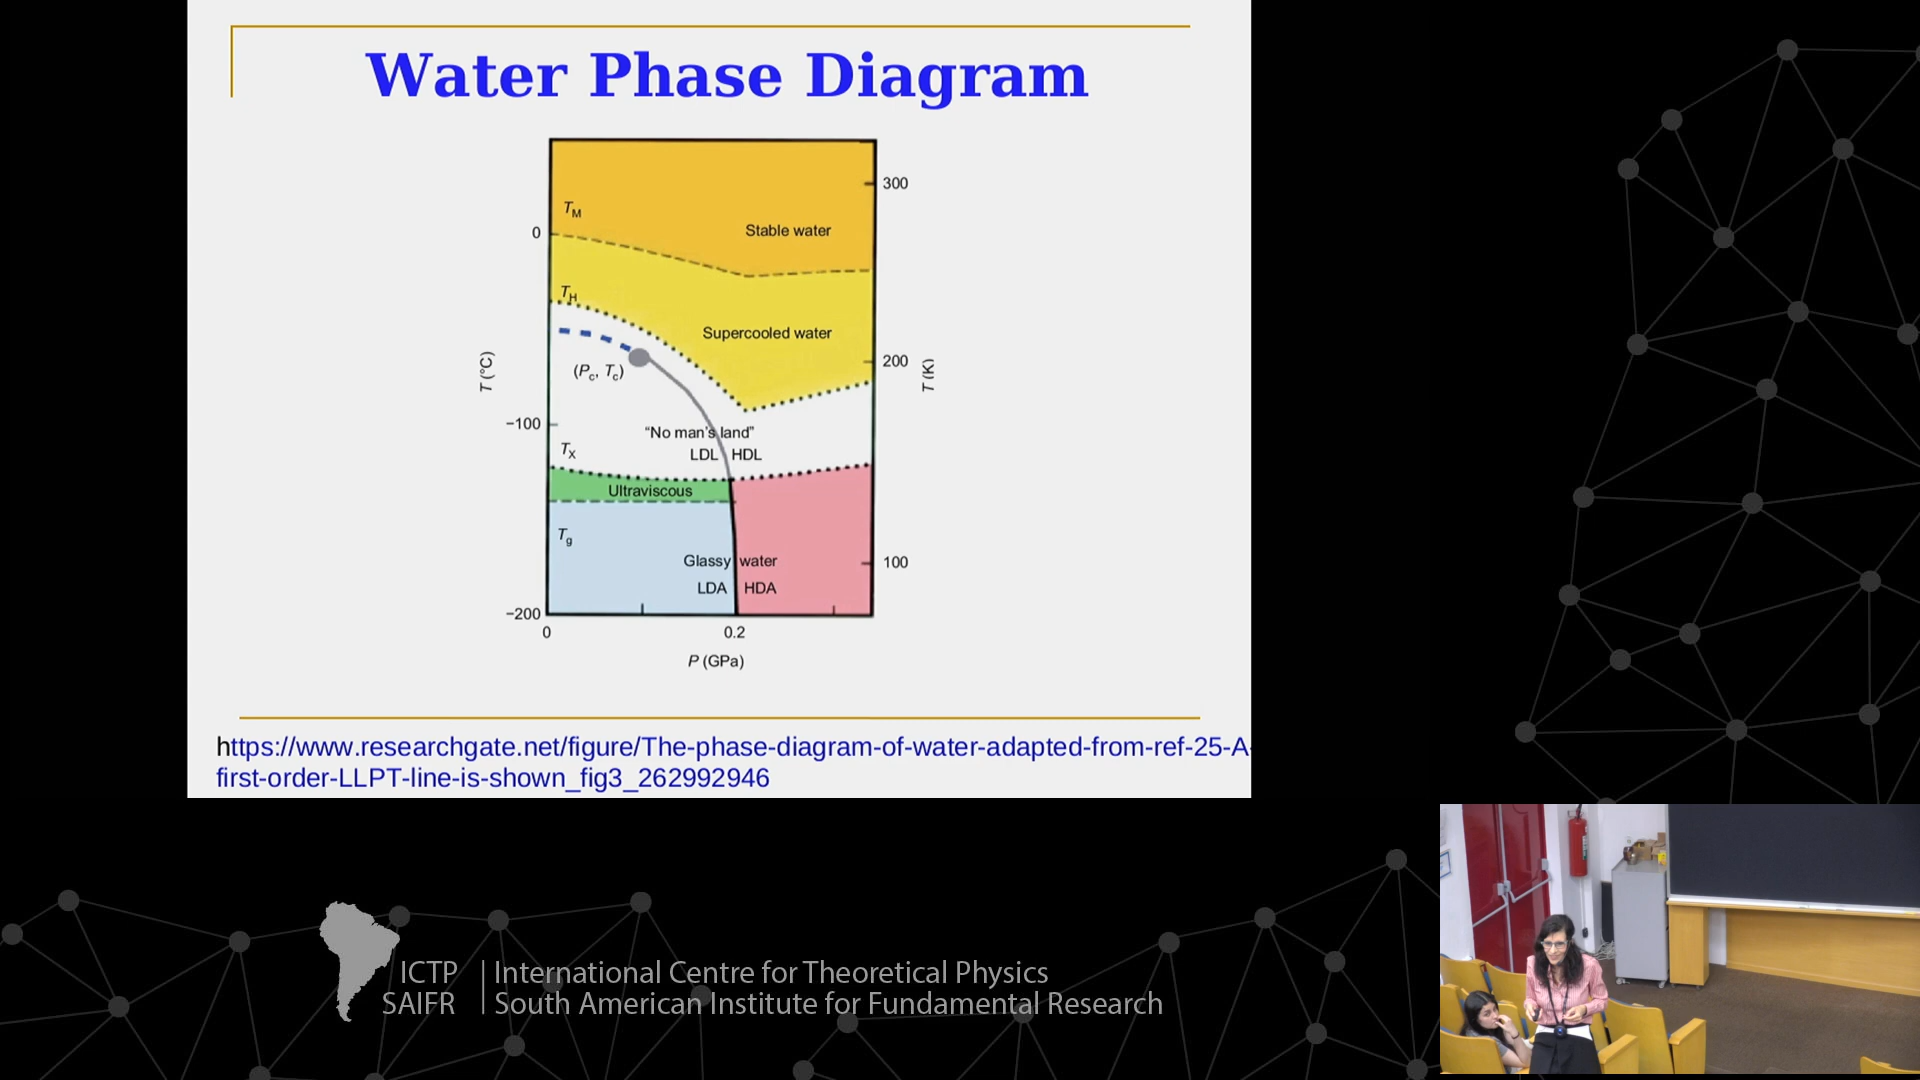 Water Phase Diagram
300
T_M
0
Stable water
T_H
Supercooled water
200
T (°C)
T (K)
(P_c, T_c)
−100
“No man’s land”
T_X
LDL HDL
Ultraviscous
T_g
Glassy water
100
LDA HDA
−200
0
0.2
P (GPa)
https://www.researchgate.net/figure/The-phase-diagram-of-water-adapted-from-ref-25-A-
first-order-LLPT-line-is-shown_fig3_262992946
ICTP International Centre for Theoretical Physics
SAIFR South American Institute for Fundamental Research